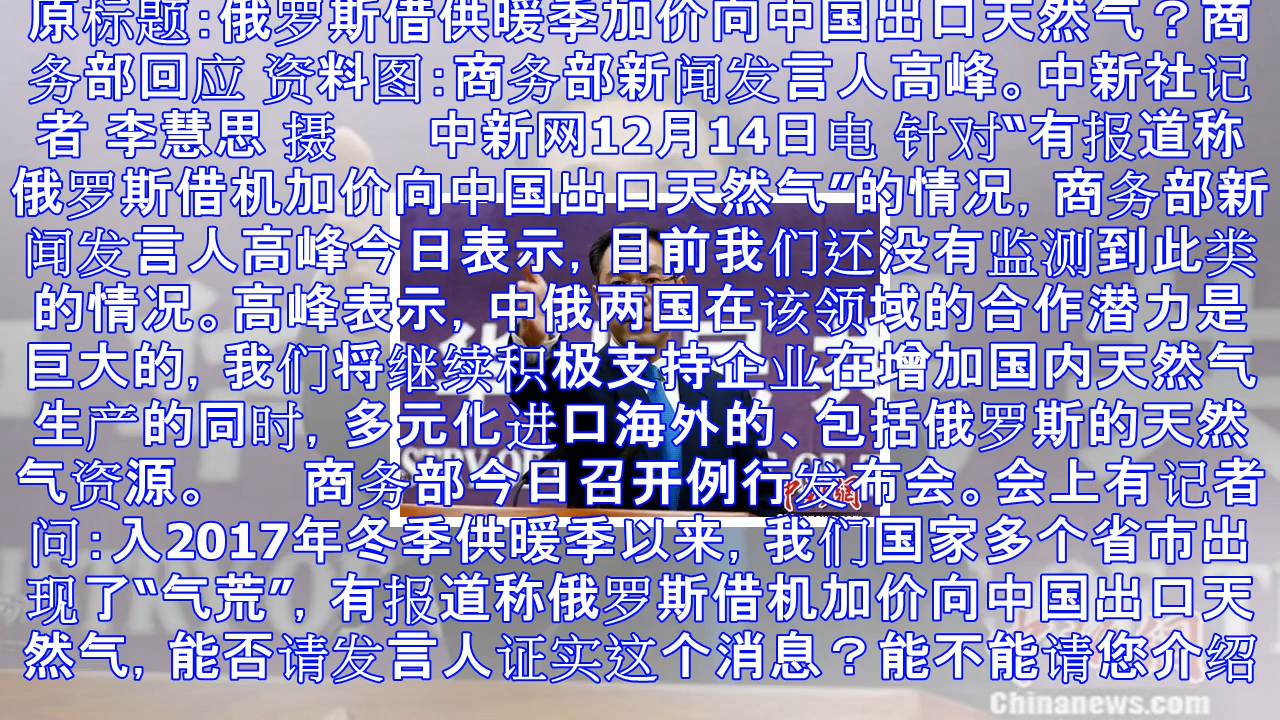 原标题:俄罗斯借供暖季加价向中国出口天然气？商
务部回应 资料图:商务部新闻发言人高峰。中新社记
者 李慧思 摄　　中新网12月14日电 针对“有报道称
俄罗斯借机加价向中国出口天然气”的情况, 商务部新
闻发言人高峰今日表示, 目前我们还没有监测到此类
的情况。高峰表示, 中俄两国在该领域的合作潜力是
巨大的, 我们将继续积极支持企业在增加国内天然气
生产的同时, 多元化进口海外的、包括俄罗斯的天然
气资源。　　商务部今日召开例行发布会。会上有记者
问:入2017年冬季供暖季以来, 我们国家多个省市出
现了“气荒”, 有报道称俄罗斯借机加价向中国出口天
然气, 能否请发言人证实这个消息？能不能请您介绍
Chinanews.com